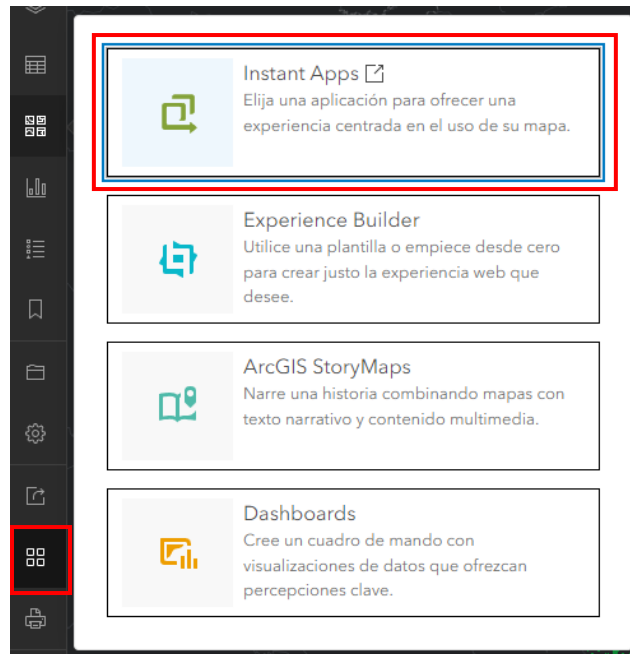 Instant Apps
Elija una aplicación para ofrecer una
experiencia centrada en el uso de su mapa.
Experience Builder
Utilice una plantilla o empiece desde cero
para crear justo la experiencia web que
desee.
ArcGIS StoryMaps
Narre una historia combinando mapas con
texto narrativo y contenido multimedia.
Dashboards
Cree un cuadro de mando con
visualizaciones de datos que ofrezcan
percepciones clave.